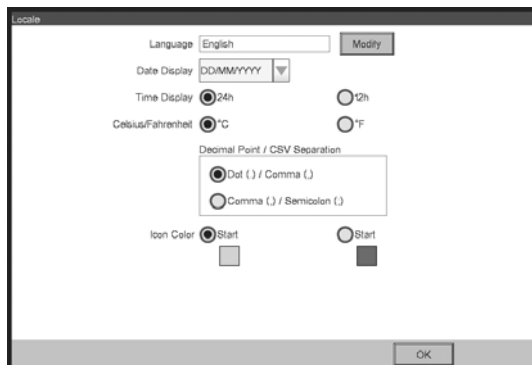 Locale
Language English Modify
Date Display DD/MM/YYYY
Time Display 24h 12h
Celsius/Fahrenheit °C °F
Decimal Point / CSV Separation
Dot (.) / Comma (,)
Comma (,) / Semicolon (;)
Icon Color Start Start
OK